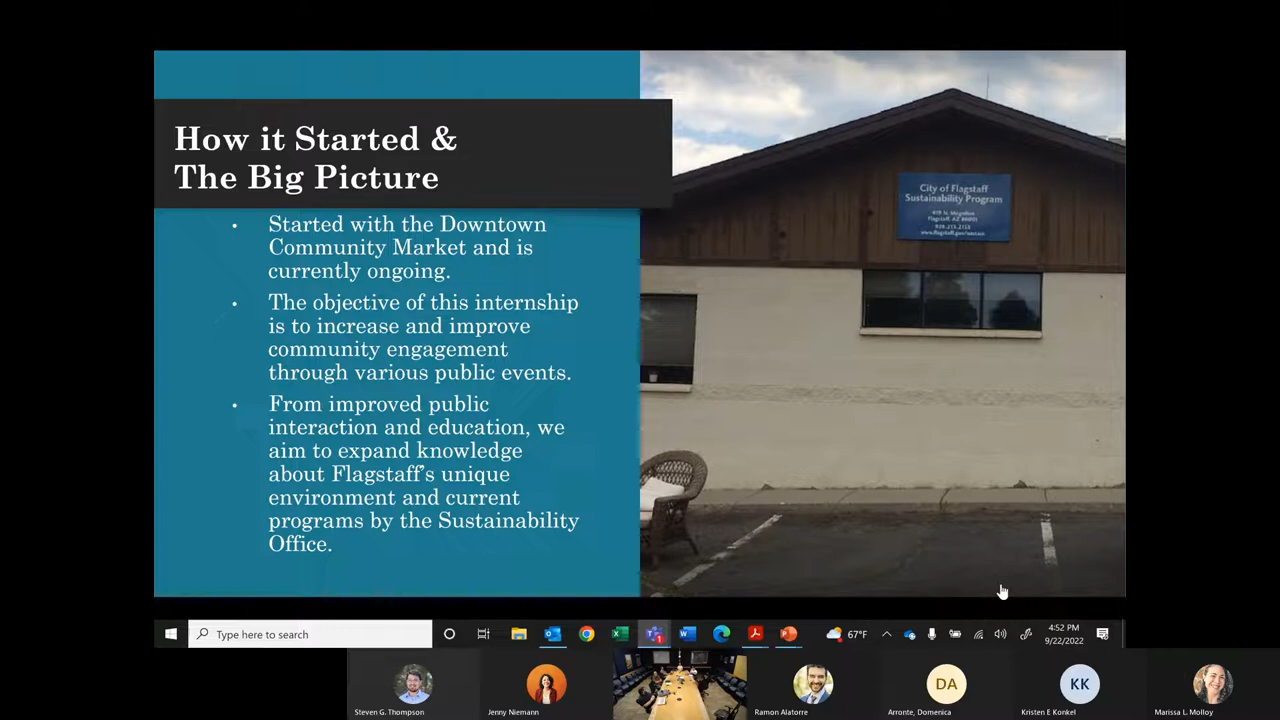 How it Started &
The Big Picture
Started with the Downtown
Community Market and is
currently ongoing.
The objective of this internship
is to increase and improve
community engagement
through various public events.
From improved public
interaction and education, we
aim to expand knowledge
about Flagstaff's unique
environment and current
programs by the Sustainability
Office.
City of Flagstaff
Sustainability Program
Flagstaff, AZ 86001
Type here to search
67°F
4:52 PM
9/22/2022
DA
KK
Steven G. Thompson
Jenny Niemann
Ramon Alatorre
Arronte, Domenica
Kristen E Konkel
Marissa L. Molloy